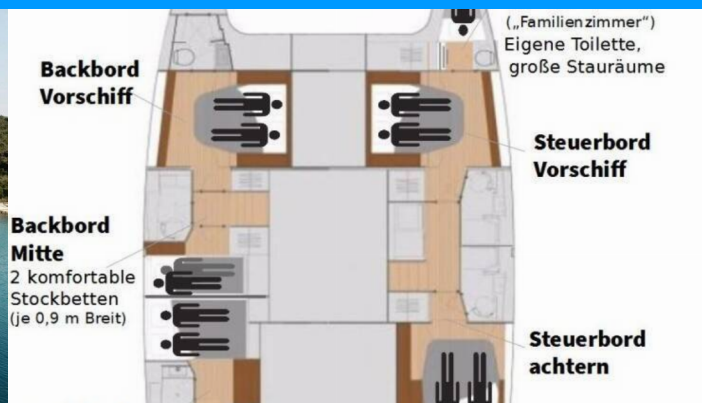 („Familienzimmer“)
Eigene Toilette,
große Stauräume
Backbord
Vorschiff
Steuerbord
Vorschiff
Backbord
Mitte
2 komfortable
Stockbetten
(je 0,9 m Breit)
Steuerbord
achtern